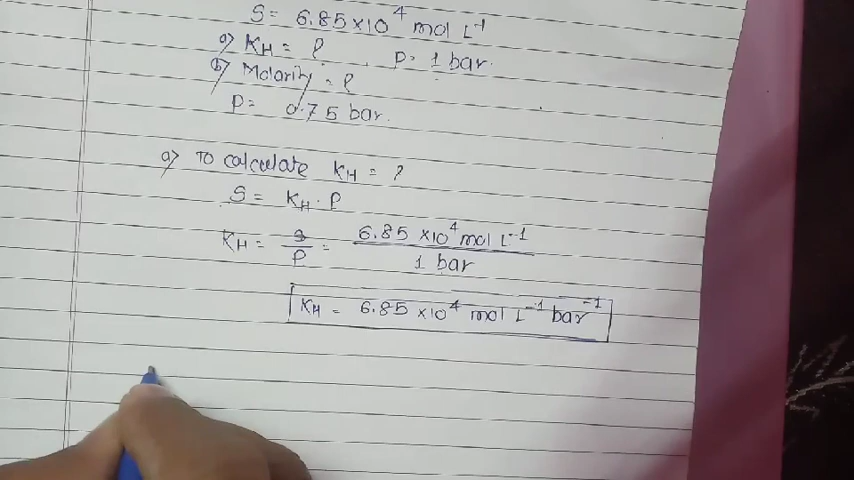 S = 6.85 × 10⁴ mol L⁻¹
a) KH = ? , P = 1 bar.
b) Molarity = ?
P = 0.75 bar.
a) To calculate KH = ?
S = KH . P
KH = S/P = 6.85 × 10⁴ mol L⁻¹ / 1 bar
KH = 6.85 × 10⁴ mol L⁻¹ bar⁻¹